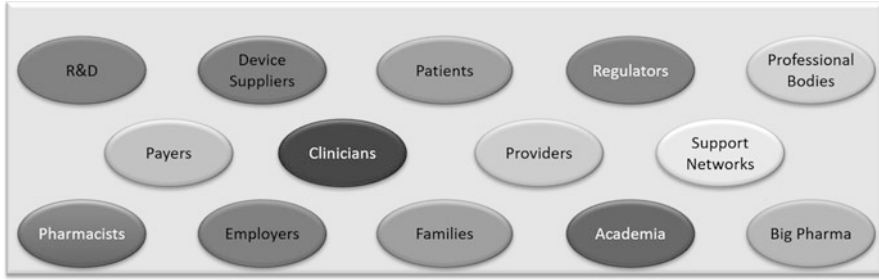 R&D
Device
Suppliers
Patients
Regulators
Professional
Bodies
Payers
Clinicians
Providers
Support
Networks
Pharmacists
Employers
Families
Academia
Big Pharma